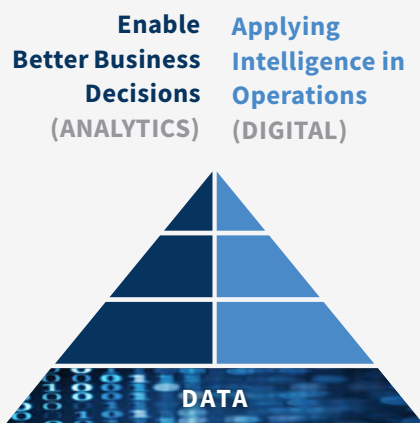 Enable
Better Business
Decisions
(ANALYTICS)
Applying
Intelligence in
Operations
(DIGITAL)
DATA